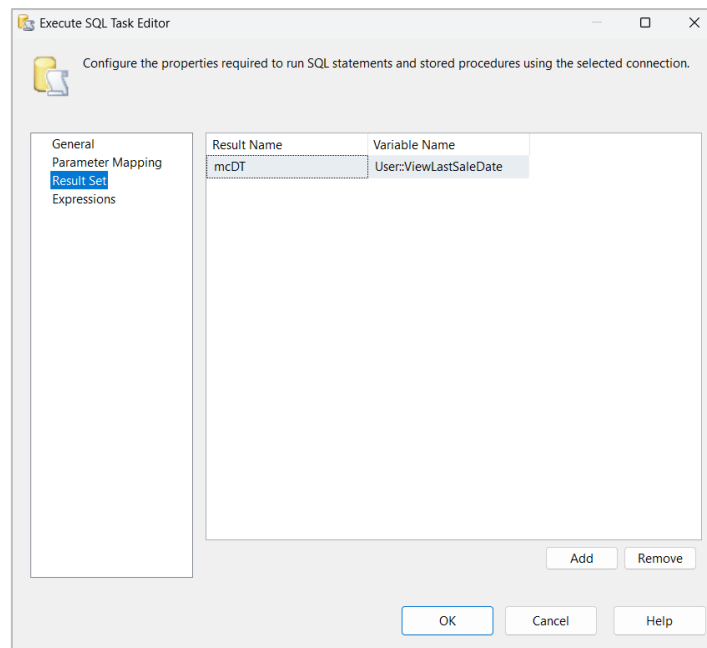 Execute SQL Task Editor
Configure the properties required to run SQL statements and stored procedures using the selected connection.
General
Parameter Mapping
Result Set
Expressions
Result Name Variable Name
mcDT User::ViewLastSaleDate
Add Remove
OK Cancel Help